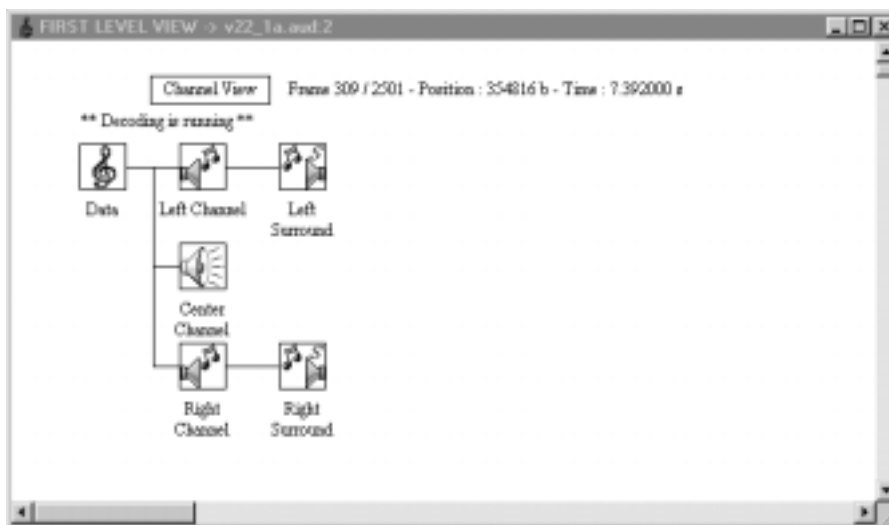 FIRST LEVEL VIEW -> v22_1a.aud:2
Channel View
Frame 309 / 2501 - Position : 354816 b - Time : 7.392000 s
** Decoding is running **
Data
Left Channel
Left
Surround
Center
Channel
Right
Channel
Right
Surround